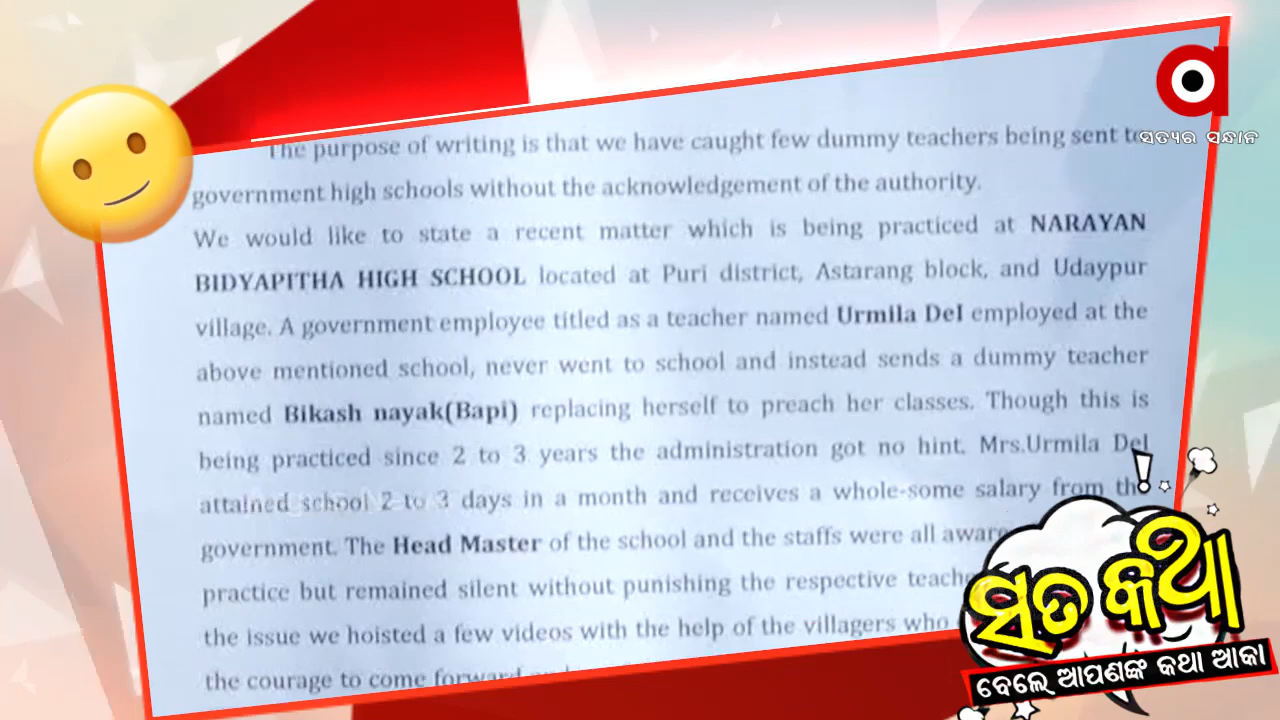 The purpose of writing is that we have caught few dummy teachers being sent to
government high schools without the acknowledgement of the authority.
We would like to state a recent matter which is being practiced at NARAYAN
BIDYAPITHA HIGH SCHOOL located at Puri district, Astarang block, and Udaypur
village. A government employee titled as a teacher named Urmila DeI employed at the
above mentioned school, never went to school and instead sends a dummy teacher
named Bikash nayak(Bapi) replacing herself to preach her classes. Though this is
being practiced since 2 to 3 years the administration got no hint. Mrs.Urmila DeI
attained school 2 to 3 days in a month and receives a whole-some salary from the
government. The Head Master of the school and the staffs were all aware
practice but remained silent without punishing the respective
the issue we hoisted a few videos with the help of the villagers who
the courage to come forward
a
ସତ୍ୟର ସନ୍ଧାନ
ସତ କଥା !
ବେଲେ ଆପଣଙ୍କ କଥା ଆକା